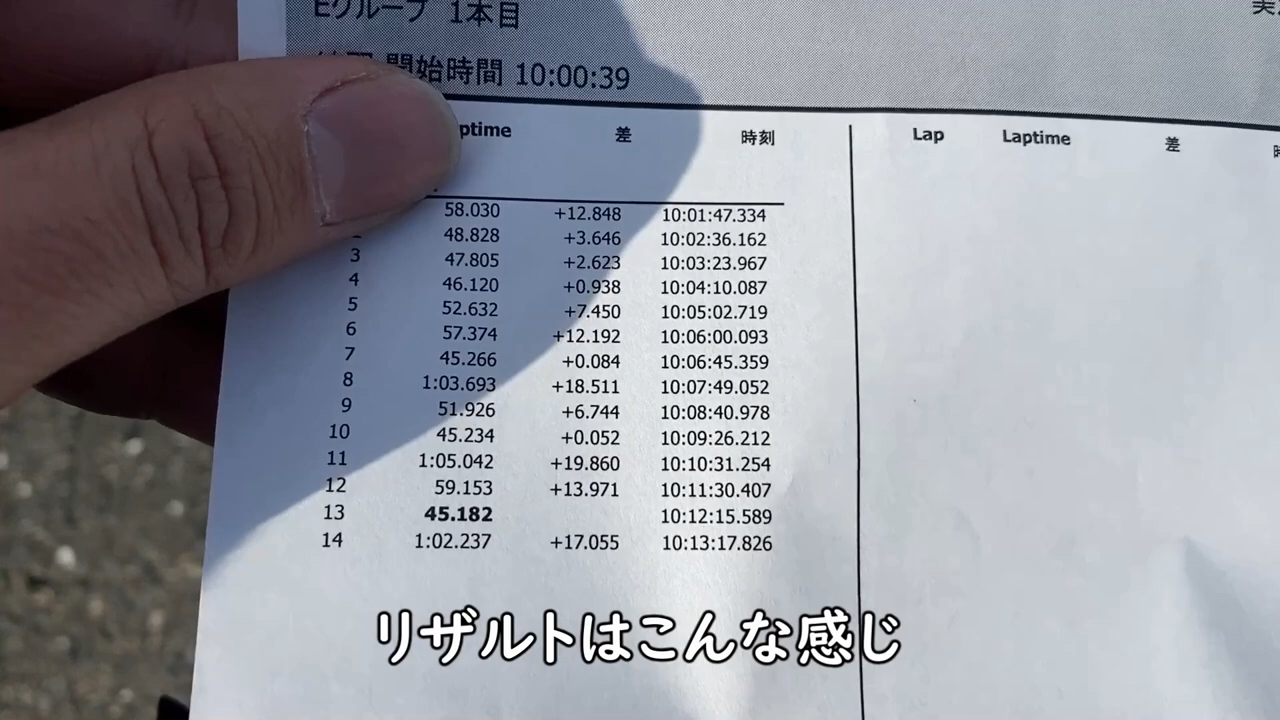 Eグループ 1本目
開始時間 10:00:39
ptime 差 時刻 Lap Laptime 差
58.030 +12.848 10:01:47.334
48.828 +3.646 10:02:36.162
3 47.805 +2.623 10:03:23.967
4 46.120 +0.938 10:04:10.087
5 52.632 +7.450 10:05:02.719
6 57.374 +12.192 10:06:00.093
7 45.266 +0.084 10:06:45.359
8 1:03.693 +18.511 10:07:49.052
9 51.926 +6.744 10:08:40.978
10 45.234 +0.052 10:09:26.212
11 1:05.042 +19.860 10:10:31.254
12 59.153 +13.971 10:11:30.407
13 45.182 10:12:15.589
14 1:02.237 +17.055 10:13:17.826
リザルトはこんな感じ